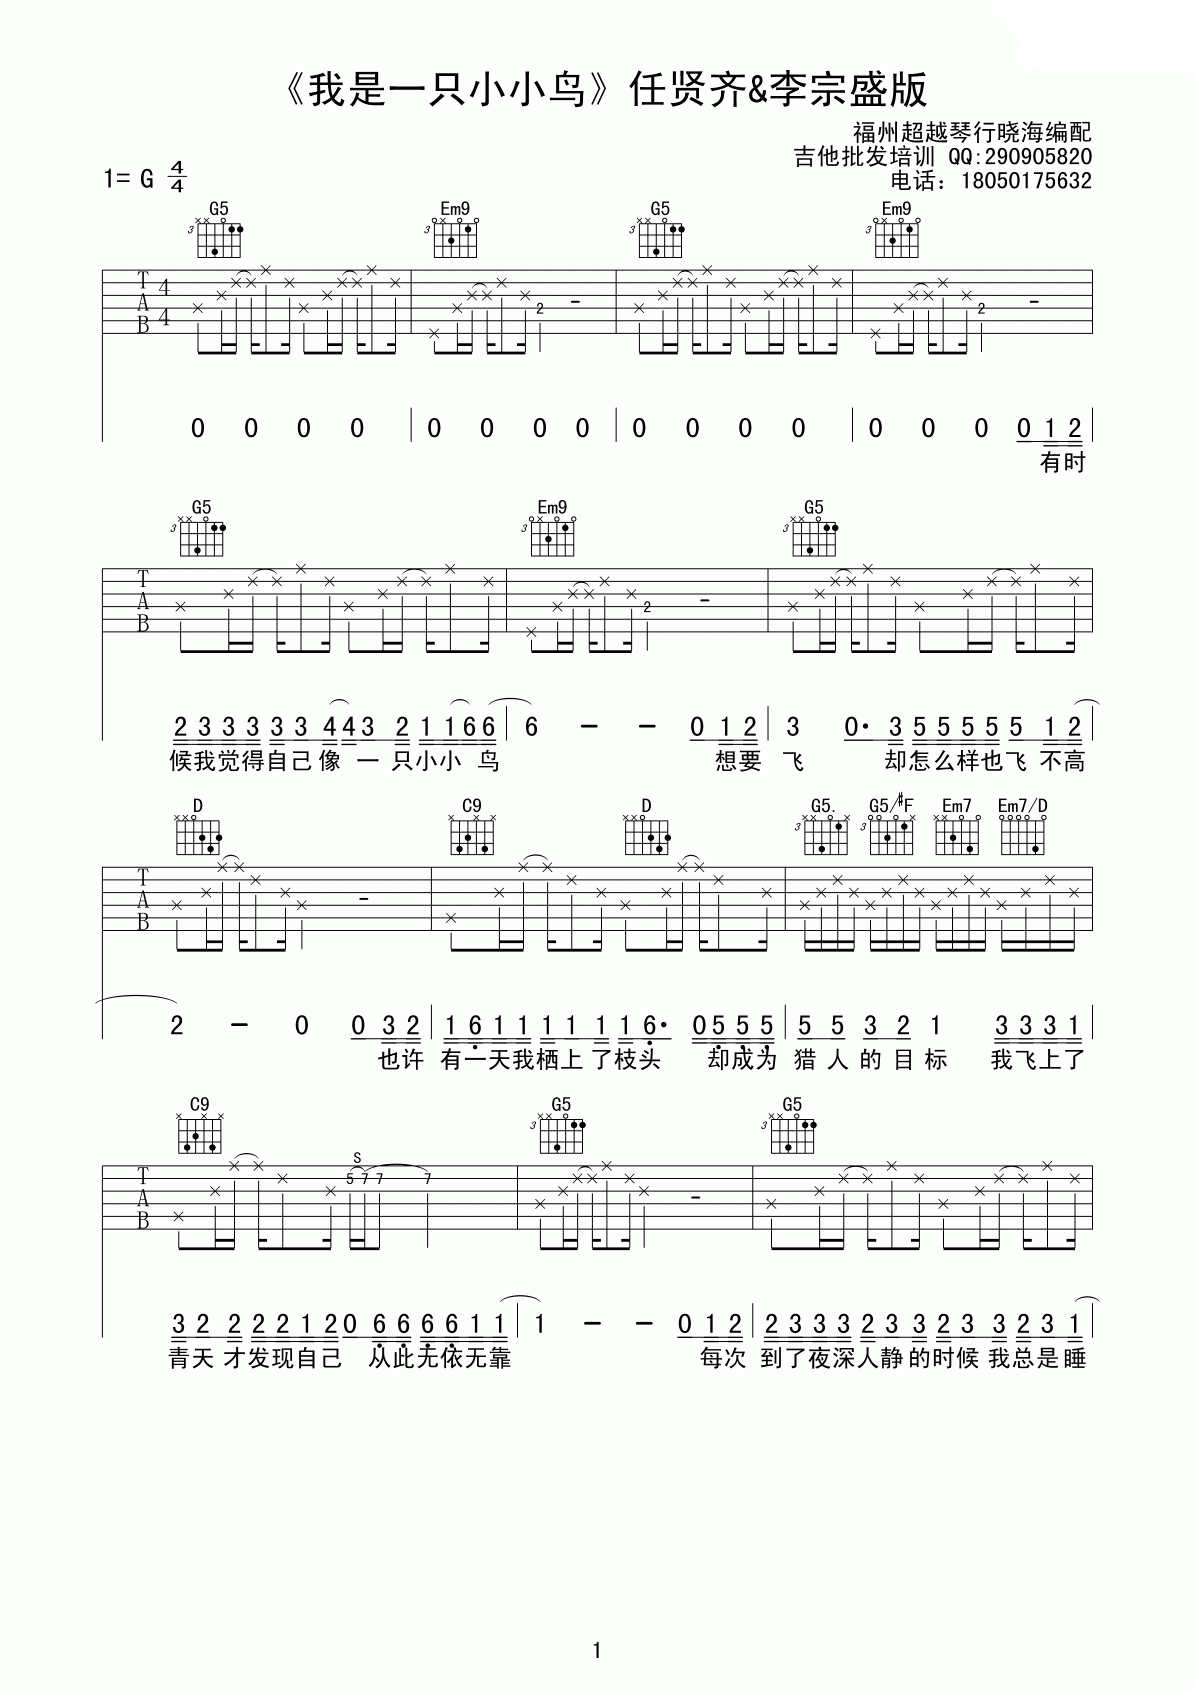 《我是一只小小鸟》任贤齐&李宗盛版
福州超越琴行晓海编配
吉他批发培训 QQ:290905820
电话: 18050175632
1= G 4/4
G5 Em9 G5 Em9
3 3 3 3
T A B 4 4 2 - 2 -
0 0 0 0 0 0 0 0 0 0 0 0 0 0 0 0 1 2
有时
G5 Em9 G5
3 3 3
T A B 2 -
2 3 3 3 3 3 4 4 3 2 1 1 6 6 6 - - 0 1 2 3 0· 3 5 5 5 5 5 1 2
候我觉得自己像 一 只小小 鸟 想要 飞 却怎么样也飞 不高
D C9 D G5. G5/#F Em7 Em7/D
3 3
T A B -
2 - 0 0 3 2 1 6 1 1 1 1 1 1 6· 0 5 5 5 5 5 3 2 1 3 3 3 1
也许 有一天我栖上了枝头 却成为 猎人的目标 我飞上了
C9 G5 G5
3 3
S
T A B 5 7 7 7 -
3 2 2 2 2 1 2 0 6 6 6 6 1 1 1 - - 0 1 2 2 3 3 3 2 3 3 2 3 3 2 3 1
青天才发现自己 从此无依无靠 每次 到了夜深人静的时候我总是睡
1